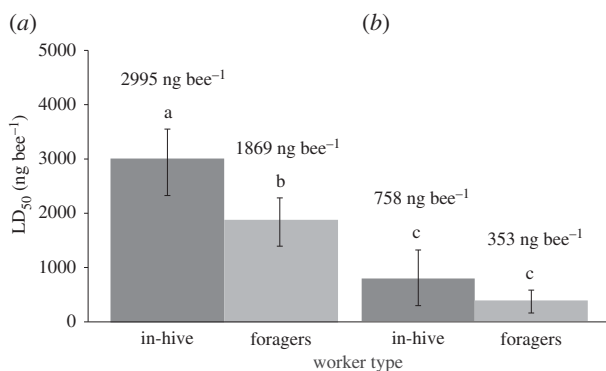 (a) (b)
5000
4000
3000
2000
1000
0
LD₅₀ (ng bee⁻¹)
2995 ng bee⁻¹
a
1869 ng bee⁻¹
b
758 ng bee⁻¹
c
353 ng bee⁻¹
c
in-hive foragers in-hive foragers
worker type